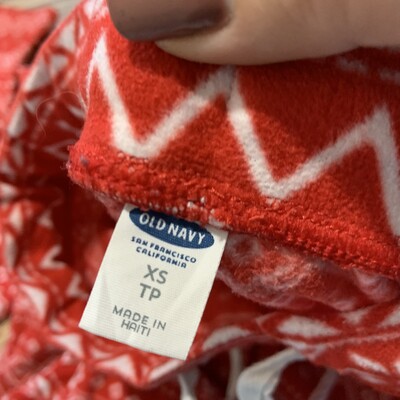 OLD NAVY
SAN FRANCISCO
CALIFORNIA
XS
TP
MADE IN
HAITI